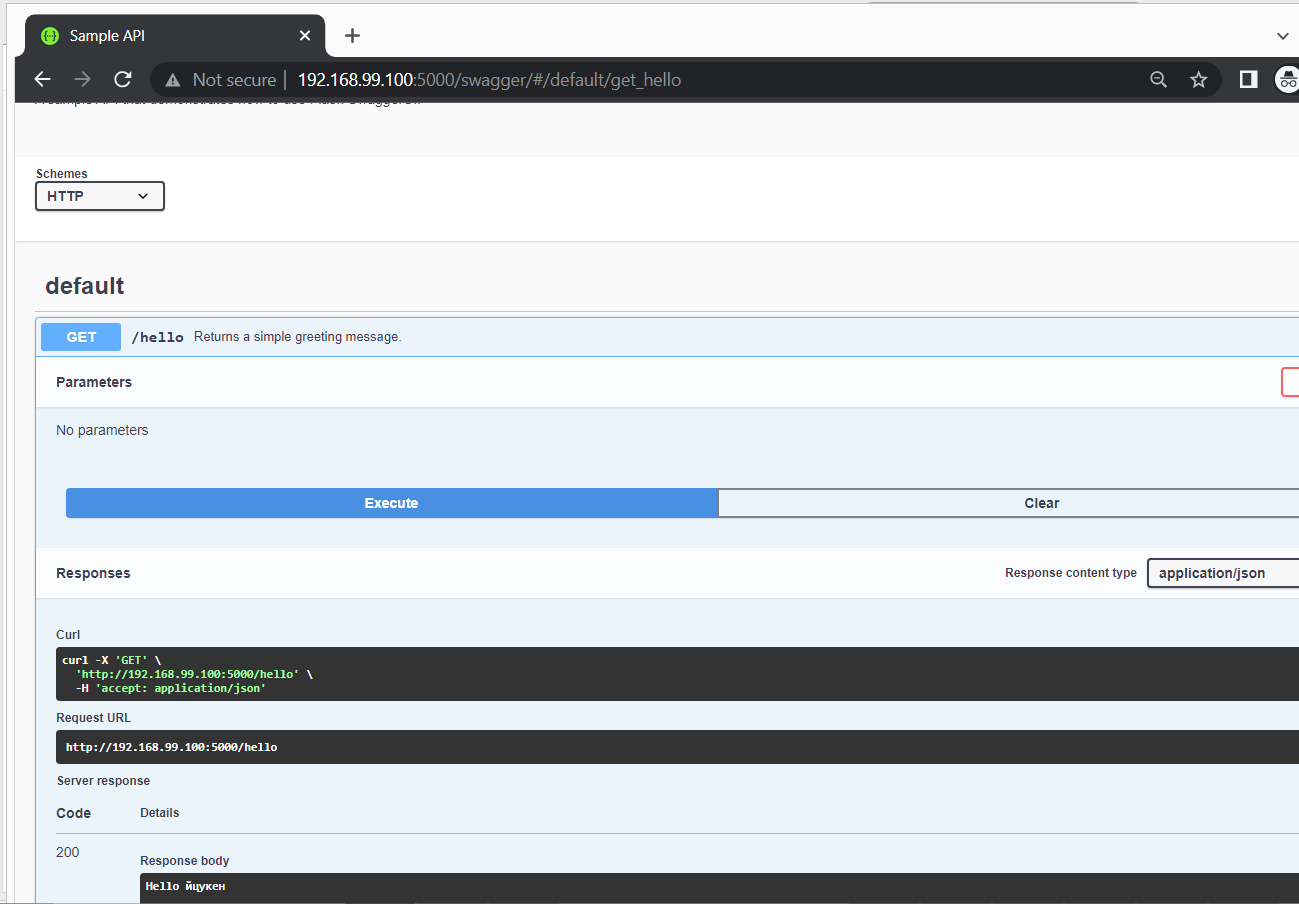 Sample API
Not secure 192.168.99.100:5000/swagger/#/default/get_hello
Schemes
HTTP
default
GET /hello Returns a simple greeting message.
Parameters
No parameters
Execute Clear
Responses Response content type application/json
Curl
curl -X 'GET' \
'http://192.168.99.100:5000/hello' \
-H 'accept: application/json'
Request URL
http://192.168.99.100:5000/hello
Server response
Code Details
200
Response body
Hello йцукен